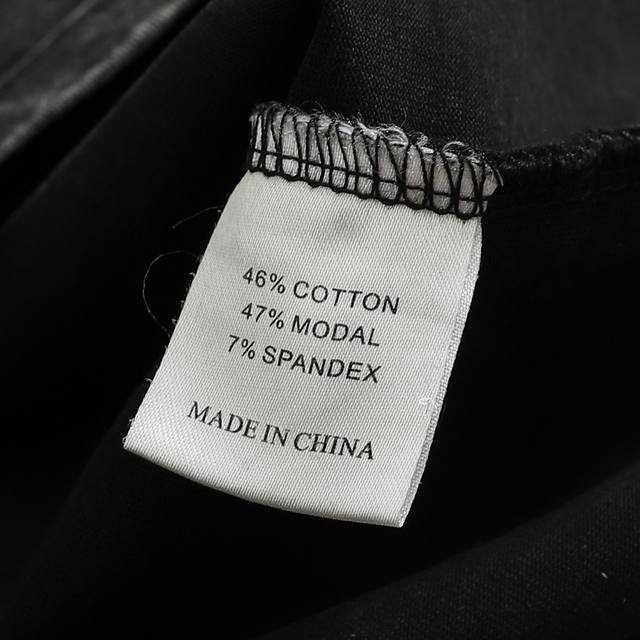 46% COTTON
47% MODAL
7% SPANDEX
MADE IN CHINA